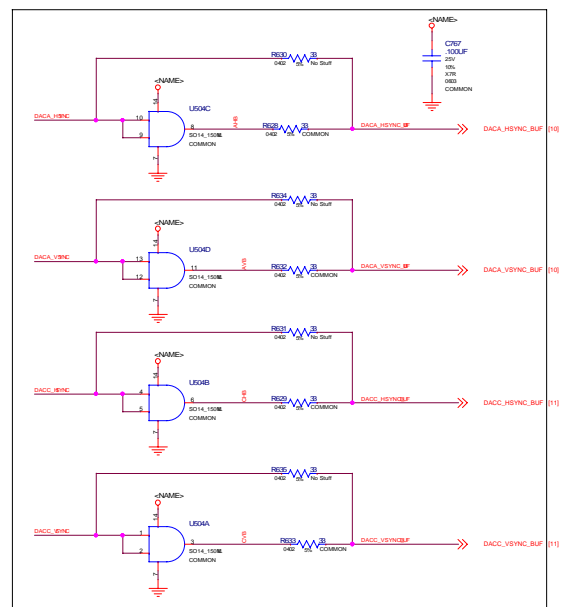 <NAME>
R630 33
0402 5% No Stuff
C767
.100UF
25V
10%
X7R
0603
COMMON
<NAME>
14
U504C
DACA_HSYNC
10
9
8
SO14_150MIL
COMMON
7
AHB
R628 33
0402 5% COMMON
DACA_HSYNC_BUF
DACA_HSYNC_BUF [10]
R634 33
0402 5% No Stuff
<NAME>
14
U504D
DACA_VSYNC
13
12
11
SO14_150MIL
COMMON
7
AVB
R632 33
0402 5% COMMON
DACA_VSYNC_BUF
DACA_VSYNC_BUF [10]
R631 33
0402 5% No Stuff
<NAME>
14
U504B
DACC_HSYNC
4
5
6
SO14_150MIL
COMMON
7
CHB
R629 33
0402 5% COMMON
DACC_HSYNC_BUF
DACC_HSYNC_BUF [11]
R635 33
0402 5% No Stuff
<NAME>
14
U504A
DACC_VSYNC
1
2
3
SO14_150MIL
COMMON
7
CVB
R633 33
0402 5% COMMON
DACC_VSYNC_BUF
DACC_VSYNC_BUF [11]